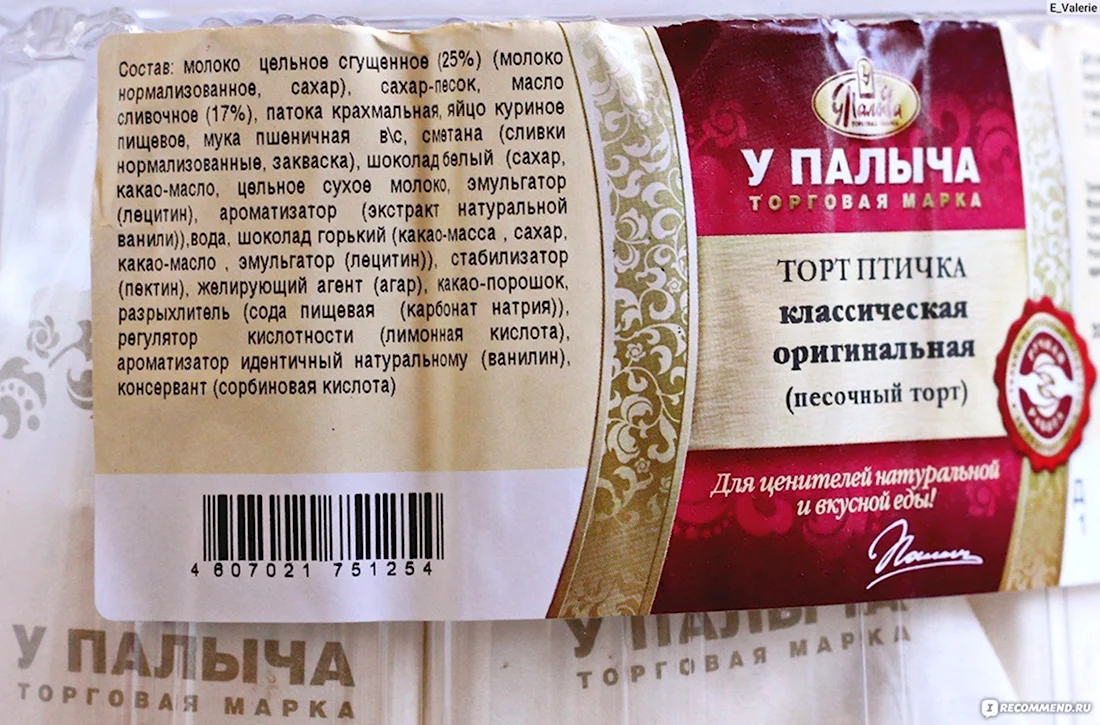 E_Valerie
Состав: молоко цельное сгущенное (25%) (молоко
нормализованное, сахар), сахар-песок, масло
сливочное (17%), патока крахмальная, яйцо куриное
пищевое, мука пшеничная в\с, сметана (сливки
нормализованные, закваска), шоколад белый (сахар,
какао-масло, цельное сухое молоко, эмульгатор
(лецитин), ароматизатор (экстракт натуральной
ванили)),вода, шоколад горький (какао-масса , сахар,
какао-масло , эмульгатор (лецитин)), стабилизатор
(пектин), желирующий агент (агар), какао-порошок,
разрыхлитель (сода пищевая (карбонат натрия)),
регулятор кислотности (лимонная кислота),
ароматизатор идентичный натуральному (ванилин),
консервант (сорбиновая кислота)
4 607021 751254
У Палыча
ТОРГОВАЯ МАРКА
У ПАЛЫЧА
ТОРГОВАЯ МАРКА
ТОРТ ПТИЧКА
классическая
оригинальная
(песочный торт)
Для ценителей натуральной
и вкусной еды!
Палыч
РУЧНАЯ
РАБОТА
У ПАЛЫЧА
ТОРГОВАЯ МАРКА
У ПАЛЫЧА
ТОРГОВАЯ МАРКА
IRECOMMEND.RU